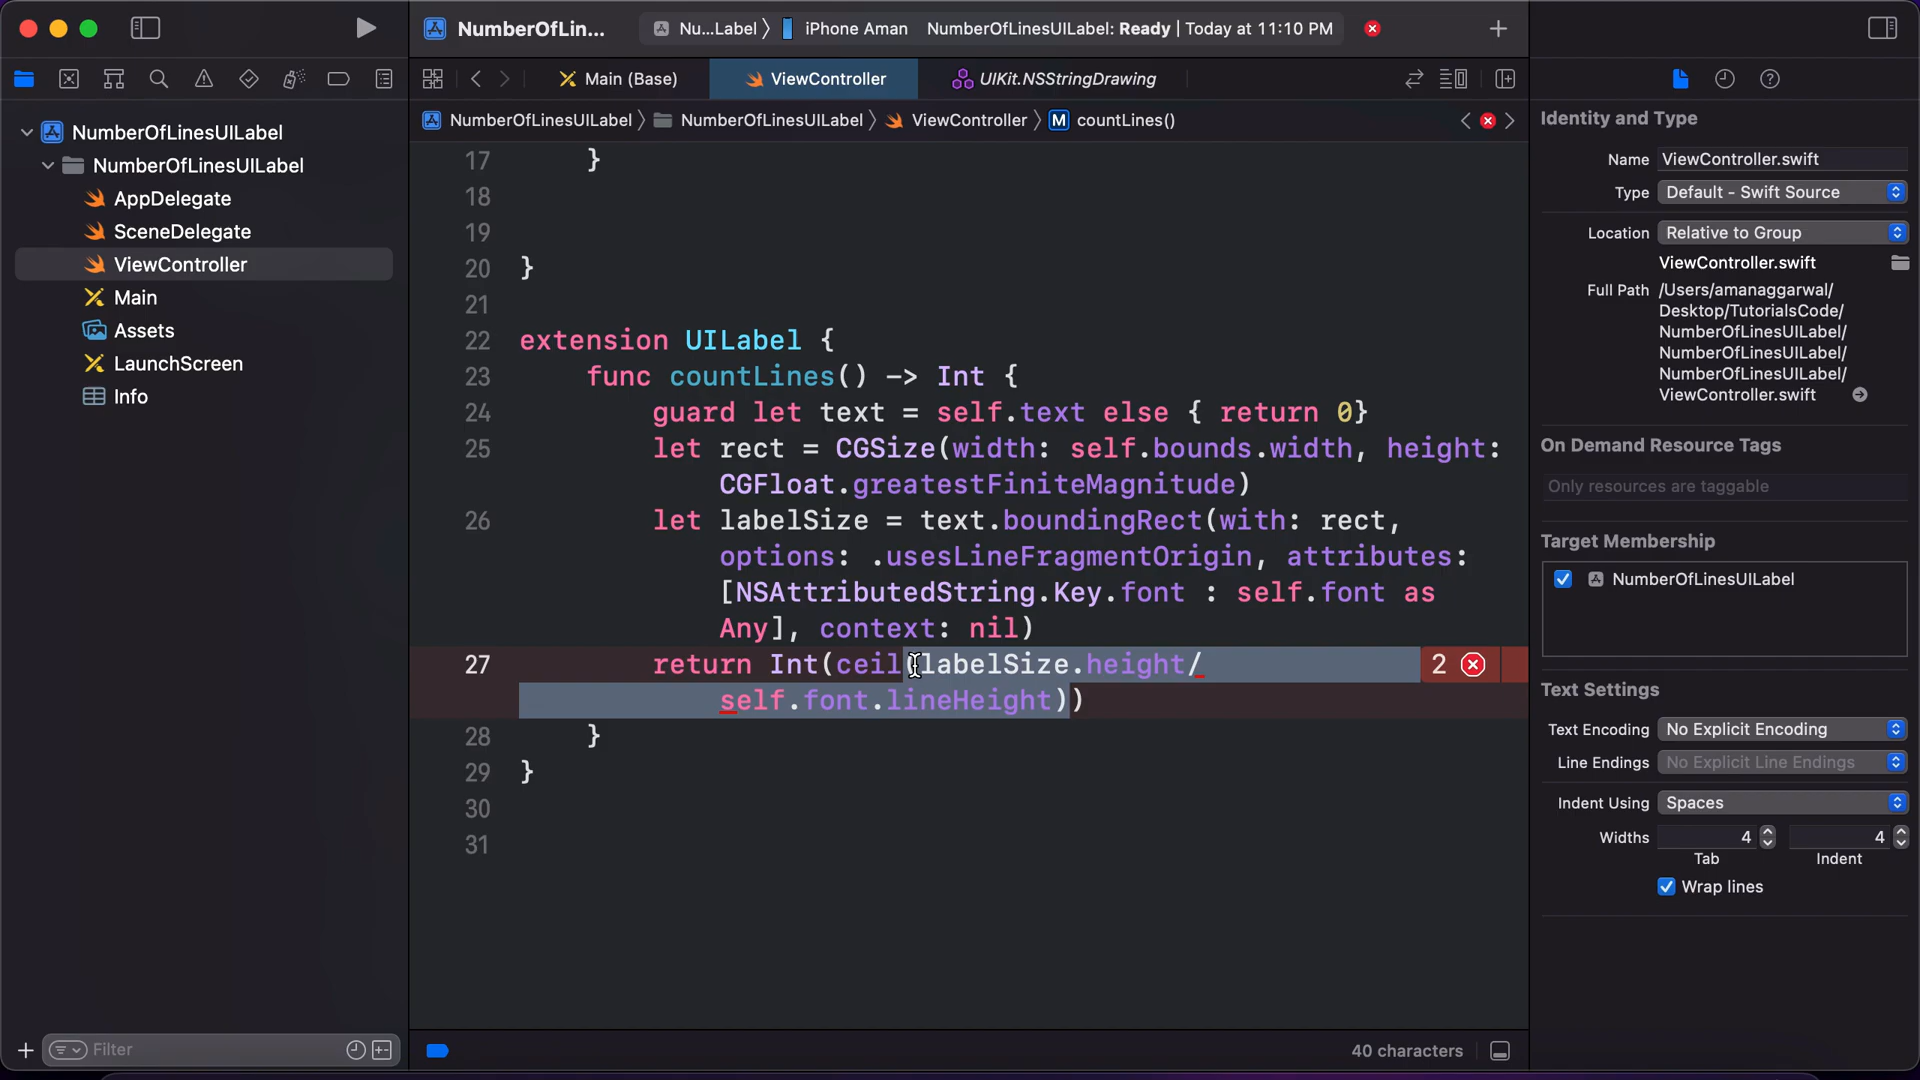 NumberOfLin...
Nu...Label
iPhone Aman
NumberOfLinesUILabel: Ready | Today at 11:10 PM
Main (Base)
ViewController
UIKit.NSStringDrawing
NumberOfLinesUILabel
NumberOfLinesUILabel
ViewController
M countLines()
NumberOfLinesUILabel
NumberOfLinesUILabel
AppDelegate
SceneDelegate
ViewController
Main
Assets
LaunchScreen
Info
Filter
17 }
18
19
20 }
21
22 extension UILabel {
23 func countLines() -> Int {
24 guard let text = self.text else { return 0}
25 let rect = CGSize(width: self.bounds.width, height:
CGFloat.greatestFiniteMagnitude)
26 let labelSize = text.boundingRect(with: rect,
options: .usesLineFragmentOrigin, attributes:
[NSAttributedString.Key.font : self.font as
Any], context: nil)
27 return Int(ceil(labelSize.height/ 2
self.font.lineHeight))
28 }
29 }
30
31
40 characters
Identity and Type
Name ViewController.swift
Type Default - Swift Source
Location Relative to Group
ViewController.swift
Full Path /Users/amanaggarwal/
Desktop/TutorialsCode/
NumberOfLinesUILabel/
NumberOfLinesUILabel/
NumberOfLinesUILabel/
ViewController.swift
On Demand Resource Tags
Only resources are taggable
Target Membership
NumberOfLinesUILabel
Text Settings
Text Encoding No Explicit Encoding
Line Endings No Explicit Line Endings
Indent Using Spaces
Widths 4 4
Tab Indent
Wrap lines